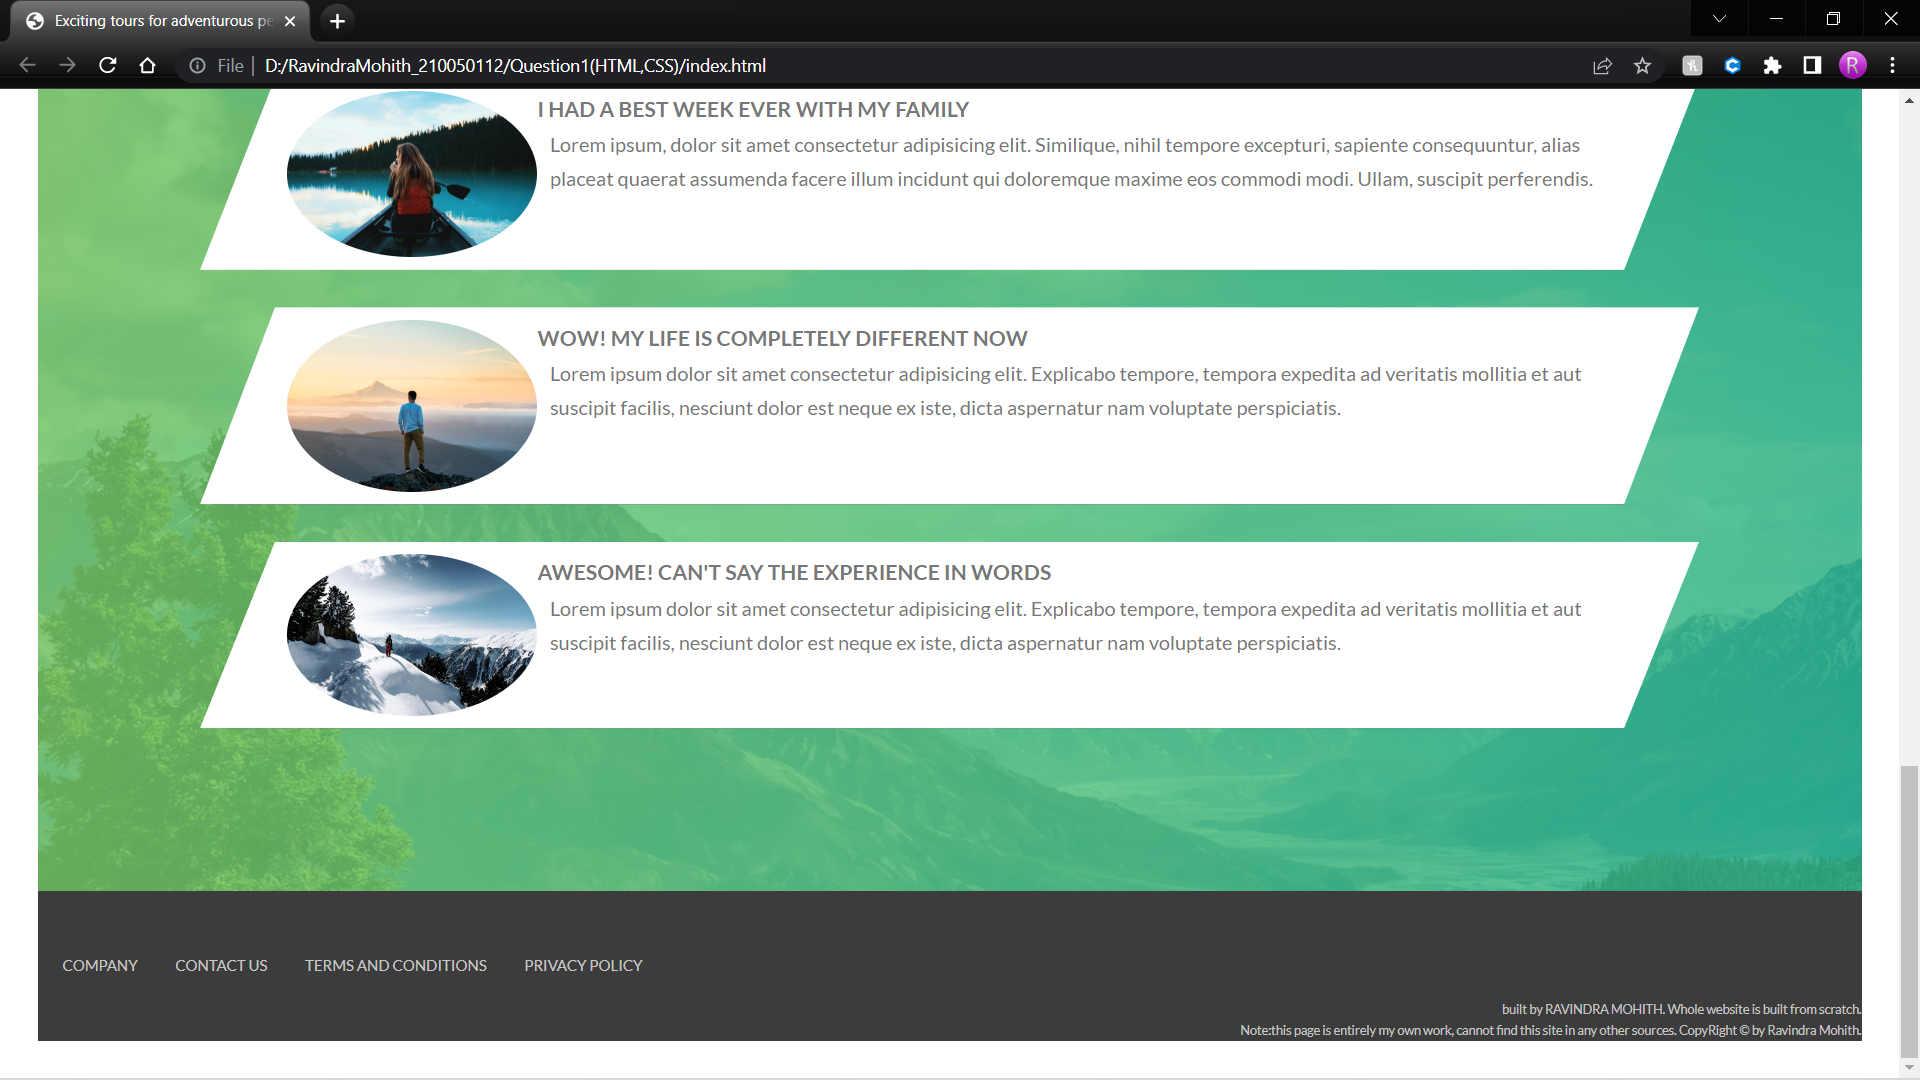 Exciting tours for adventurous pe
File
D:/RavindraMohith_210050112/Question1(HTML,CSS)/index.html
R
I HAD A BEST WEEK EVER WITH MY FAMILY
Lorem ipsum, dolor sit amet consectetur adipisicing elit. Similique, nihil tempore excepturi, sapiente consequuntur, alias
placeat quaerat assumenda facere illum incidunt qui doloremque maxime eos commodi modi. Ullam, suscipit perferendis.
WOW! MY LIFE IS COMPLETELY DIFFERENT NOW
Lorem ipsum dolor sit amet consectetur adipisicing elit. Explicabo tempore, tempora expedita ad veritatis mollitia et aut
suscipit facilis, nesciunt dolor est neque ex iste, dicta aspernatur nam voluptate perspiciatis.
AWESOME! CAN'T SAY THE EXPERIENCE IN WORDS
Lorem ipsum dolor sit amet consectetur adipisicing elit. Explicabo tempore, tempora expedita ad veritatis mollitia et aut
suscipit facilis, nesciunt dolor est neque ex iste, dicta aspernatur nam voluptate perspiciatis.
COMPANY CONTACT US TERMS AND CONDITIONS PRIVACY POLICY
built by RAVINDRA MOHITH. Whole website is built from scratch.
Note:this page is entirely my own work, cannot find this site in any other sources. CopyRight © by Ravindra Mohith.